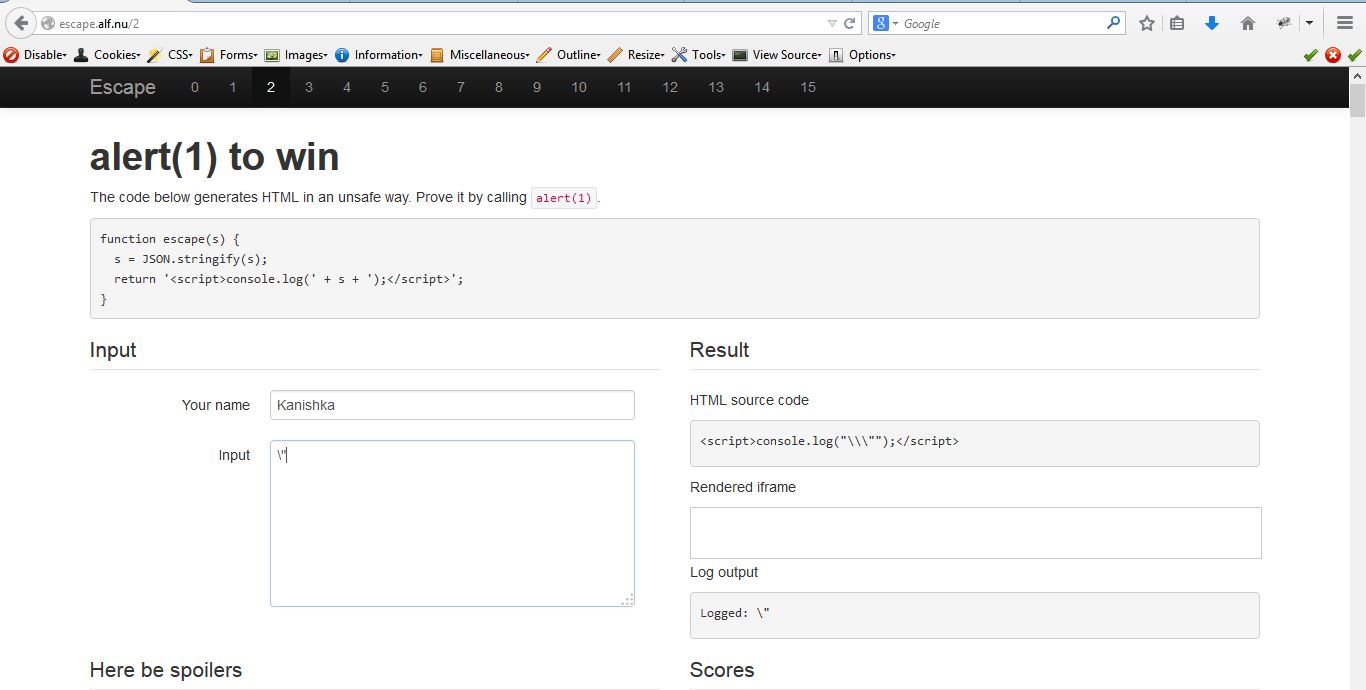 escape.alf.nu/2
Google
Disable Cookies CSS Forms Images Information Miscellaneous Outline Resize Tools View Source Options
Escape 0 1 2 3 4 5 6 7 8 9 10 11 12 13 14 15
alert(1) to win
The code below generates HTML in an unsafe way. Prove it by calling alert(1).
function escape(s) {
s = JSON.stringify(s);
return '<script>console.log(' + s + ');</script>';
}
Input
Your name Kanishka
Input \"
Result
HTML source code
<script>console.log("\\\"");</script>
Rendered iframe
Log output
Logged: \"
Here be spoilers
Scores